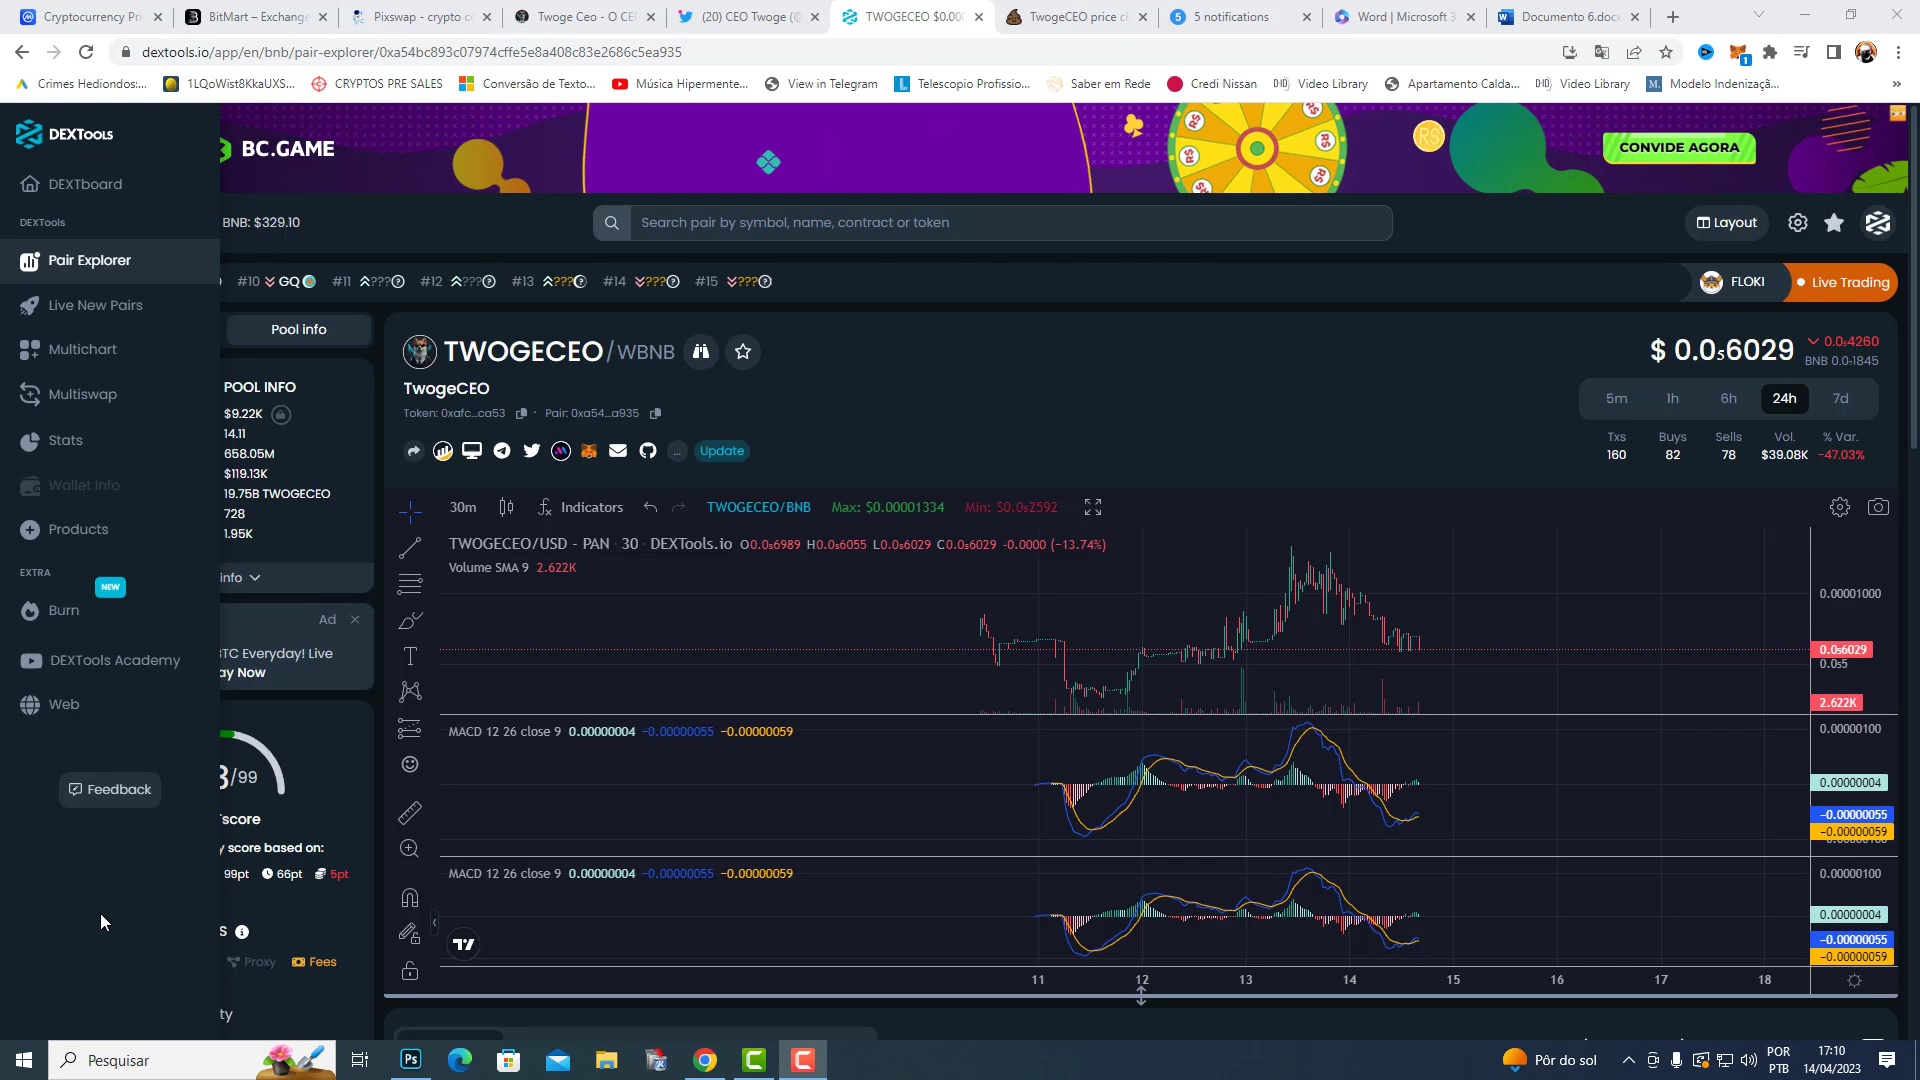 Cryptocurrency Pri
BitMart – Exchange
Pixswap - crypto co
Twoge Ceo - O CE
(20) CEO Twoge (@
TWOGECEO $0.00
TwogeCEO price c
5 notifications
Word | Microsoft 3
Documento 6.docx
dextools.io/app/en/bnb/pair-explorer/0xa54bc893c07974cffe5e8a408c83e2686c5ea935
Crimes Hediondos:...
1LQoWist8KkaUXS...
CRYPTOS PRE SALES
Conversão de Texto...
Música Hipermente...
View in Telegram
Telescopio Profissio...
Saber em Rede
Credi Nissan
Video Library
Apartamento Calda...
Video Library
Modelo Indenizaçã...
DEXTools
BC.GAME
CONVIDE AGORA
DEXTboard
DEXTools
BNB: $329.10
Search pair by symbol, name, contract or token
Layout
Pair Explorer
#10 GQ #11 ??? #12 ??? #13 ??? #14 ??? #15 ???
FLOKI
Live Trading
Live New Pairs
Multichart
Multiswap
Stats
Wallet Info
Products
EXTRA
NEW
Burn
DEXTools Academy
Web
Feedback
Pool info
POOL INFO
$9.22K
14.11
658.05M
$119.13K
19.75B TWOGECEO
728
1.95K
info
Ad
BTC Everyday! Live
ay Now
/99
score
y score based on:
99pt 66pt 5pt
Proxy Fees
ty
TWOGECEO/WBNB
TwogeCEO
Token: 0xafc...ca53 · Pair: 0xa54...a935
Update
$ 0.0₅6029
0.0₅4260
BNB 0.0₇1845
5m 1h 6h 24h 7d
Txs Buys Sells Vol. % Var.
160 82 78 $39.08K -47.03%
30m Indicators TWOGECEO/BNB Max: $0.00001334 Min: $0.0₅2592
TWOGECEO/USD - PAN 30 DEXTools.io O0.0₅6989 H0.0₅6055 L0.0₅6029 C0.0₅6029 -0.0000 (−13.74%)
Volume SMA 9 2.622K
0.00001000
0.0₅6029
0.0₅5
2.622K
MACD 12 26 close 9 0.00000004 −0.00000055 −0.00000059
0.00000100
0.00000004
−0.00000055
−0.00000059
MACD 12 26 close 9 0.00000004 −0.00000055 −0.00000059
0.00000100
0.00000004
−0.00000055
−0.00000059
11 12 13 14 15 16 17 18
Pesquisar
Ps
Pôr do sol
POR
PTB
17:10
14/04/2023